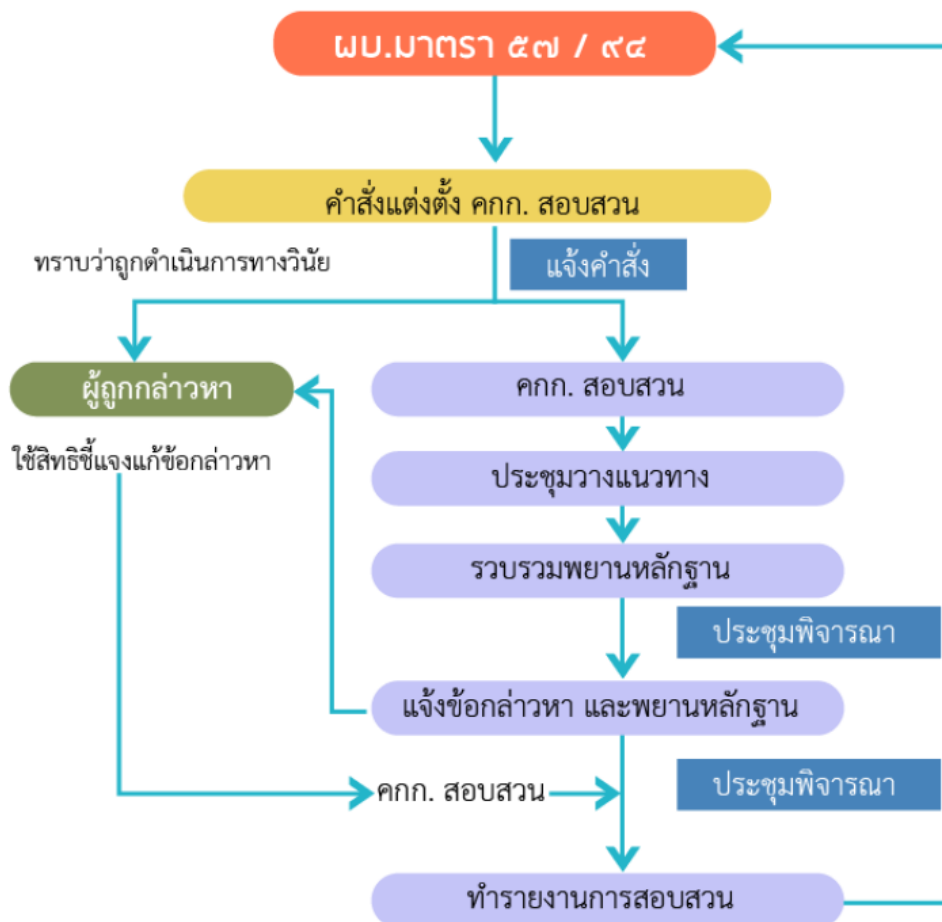 ผบ.มาตรา ๕๗ / ๙๔
คำสั่งแต่งตั้ง คกก. สอบสวน
ทราบว่าถูกดำเนินการทางวินัย
แจ้งคำสั่ง
ผู้ถูกกล่าวหา
คกก. สอบสวน
ใช้สิทธิชี้แจงแก้ข้อกล่าวหา
ประชุมวางแนวทาง
รวบรวมพยานหลักฐาน
ประชุมพิจารณา
แจ้งข้อกล่าวหา และพยานหลักฐาน
คกก. สอบสวน
ประชุมพิจารณา
ทำรายงานการสอบสวน